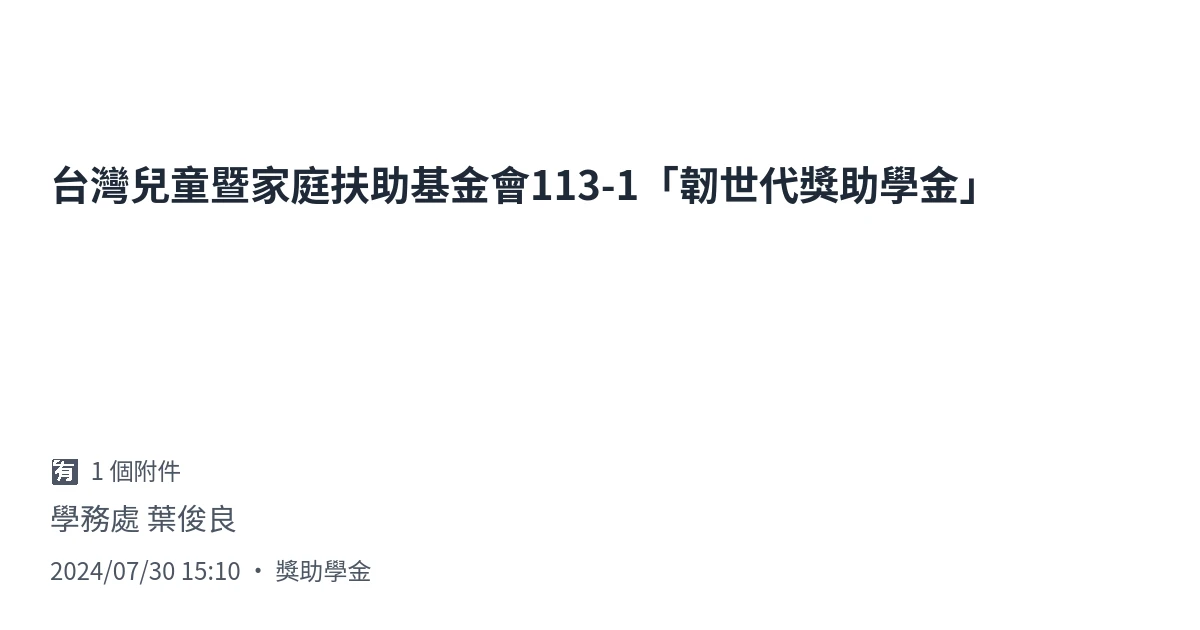 台灣兒童暨家庭扶助基金會113-1「韌世代獎助學金」
🈶 1 個附件
學務處 葉俊良
2024/07/30 15:10 • 獎助學金